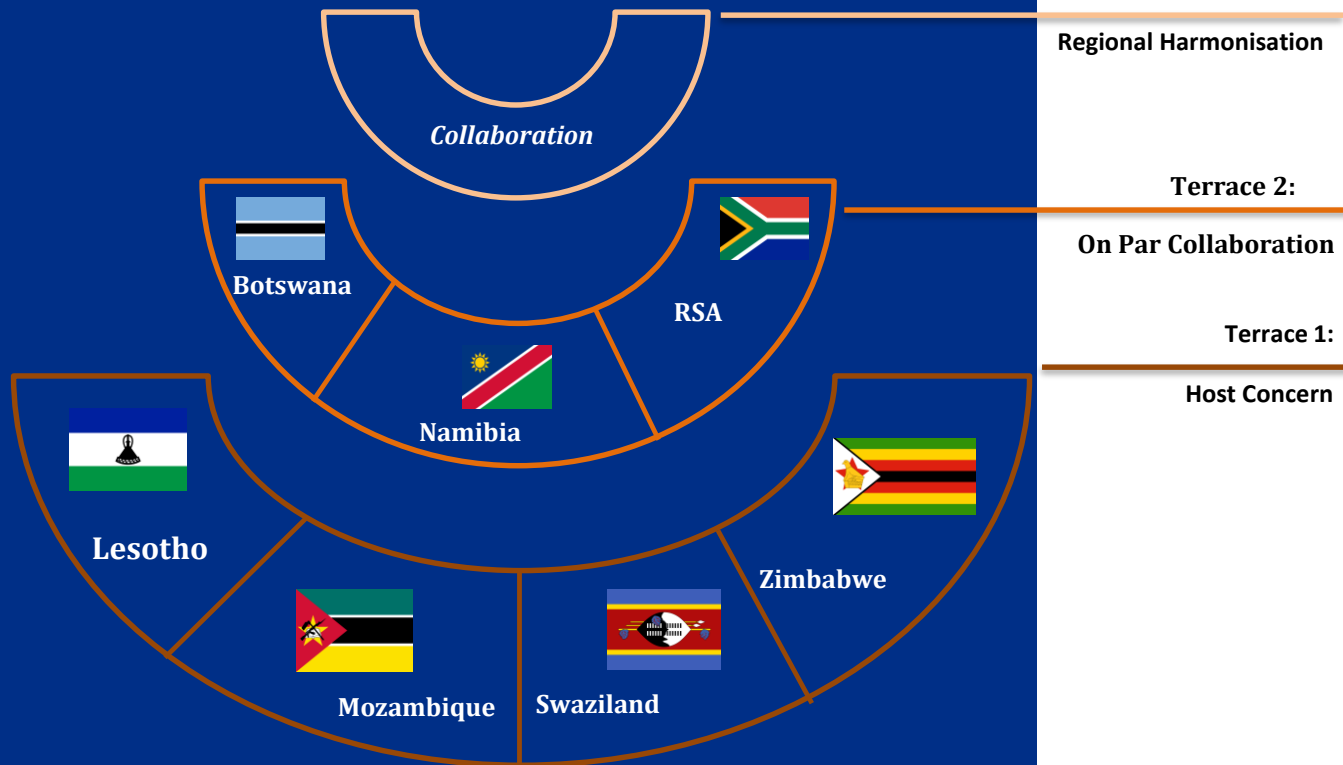 Regional Harmonisation
Collaboration
Terrace 2:
On Par Collaboration
Botswana
RSA
Namibia
Terrace 1:
Host Concern
Lesotho
Zimbabwe
Mozambique
Swaziland